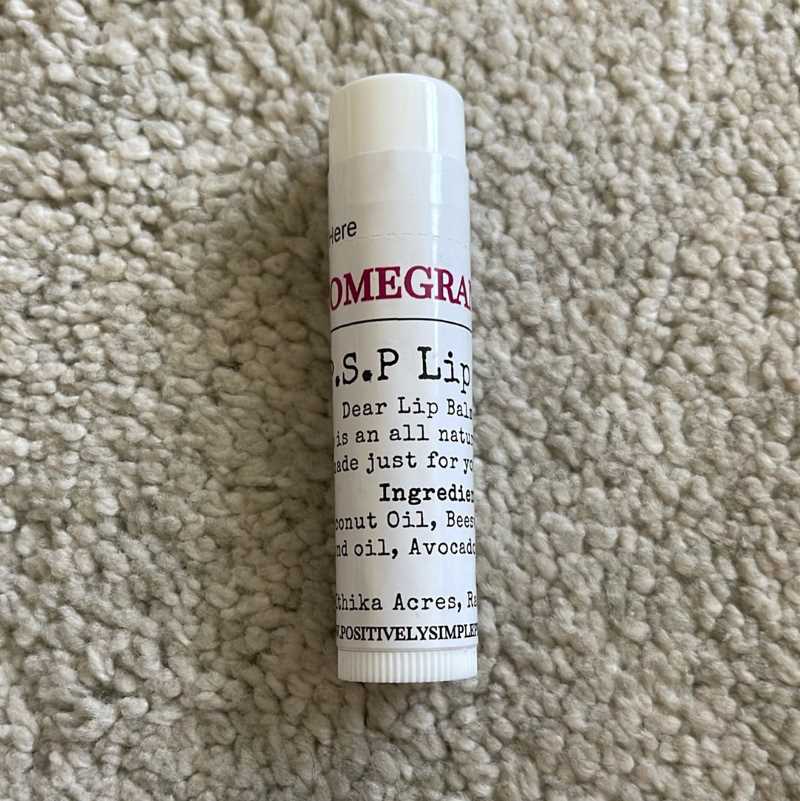 Here
OMEGRA
P.S.P Lip
Dear Lip Bal
is an all natu
ade just for yo
Ingredie
conut Oil, Bees
nd oil, Avocado
thika Acres, Ra
.POSITIVELYSIMPLE